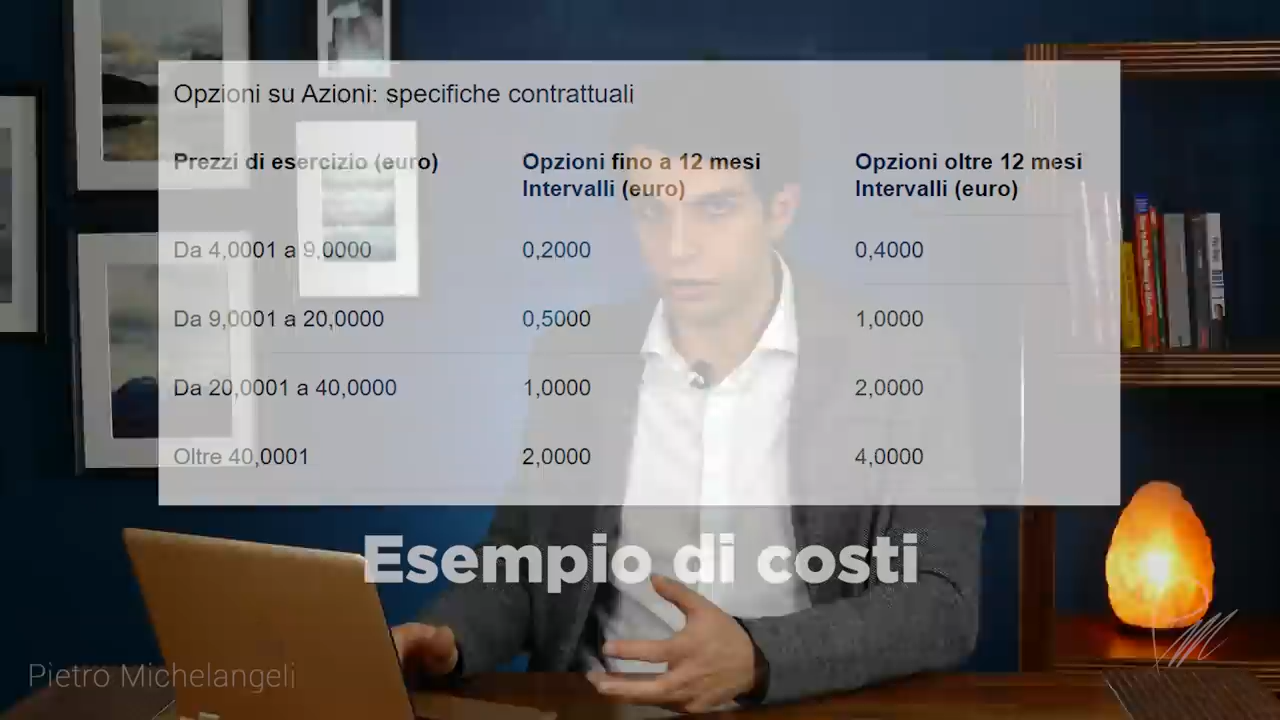 Opzioni su Azioni: specifiche contrattuali
Prezzi di esercizio (euro) Opzioni fino a 12 mesi Opzioni oltre 12 mesi
Intervalli (euro) Intervalli (euro)
Da 4,0001 a 9,0000 0,2000 0,4000
Da 9,0001 a 20,0000 0,5000 1,0000
Da 20,0001 a 40,0000 1,0000 2,0000
Oltre 40,0001 2,0000 4,0000
Esempio di costi
Pietro Michelangeli